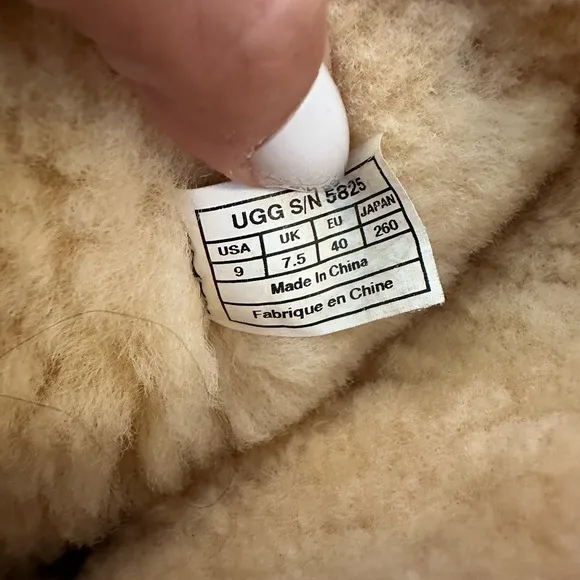 UGG S/N 5825
USA UK EU JAPAN
9 7.5 40 260
Made In China
Fabrique en Chine